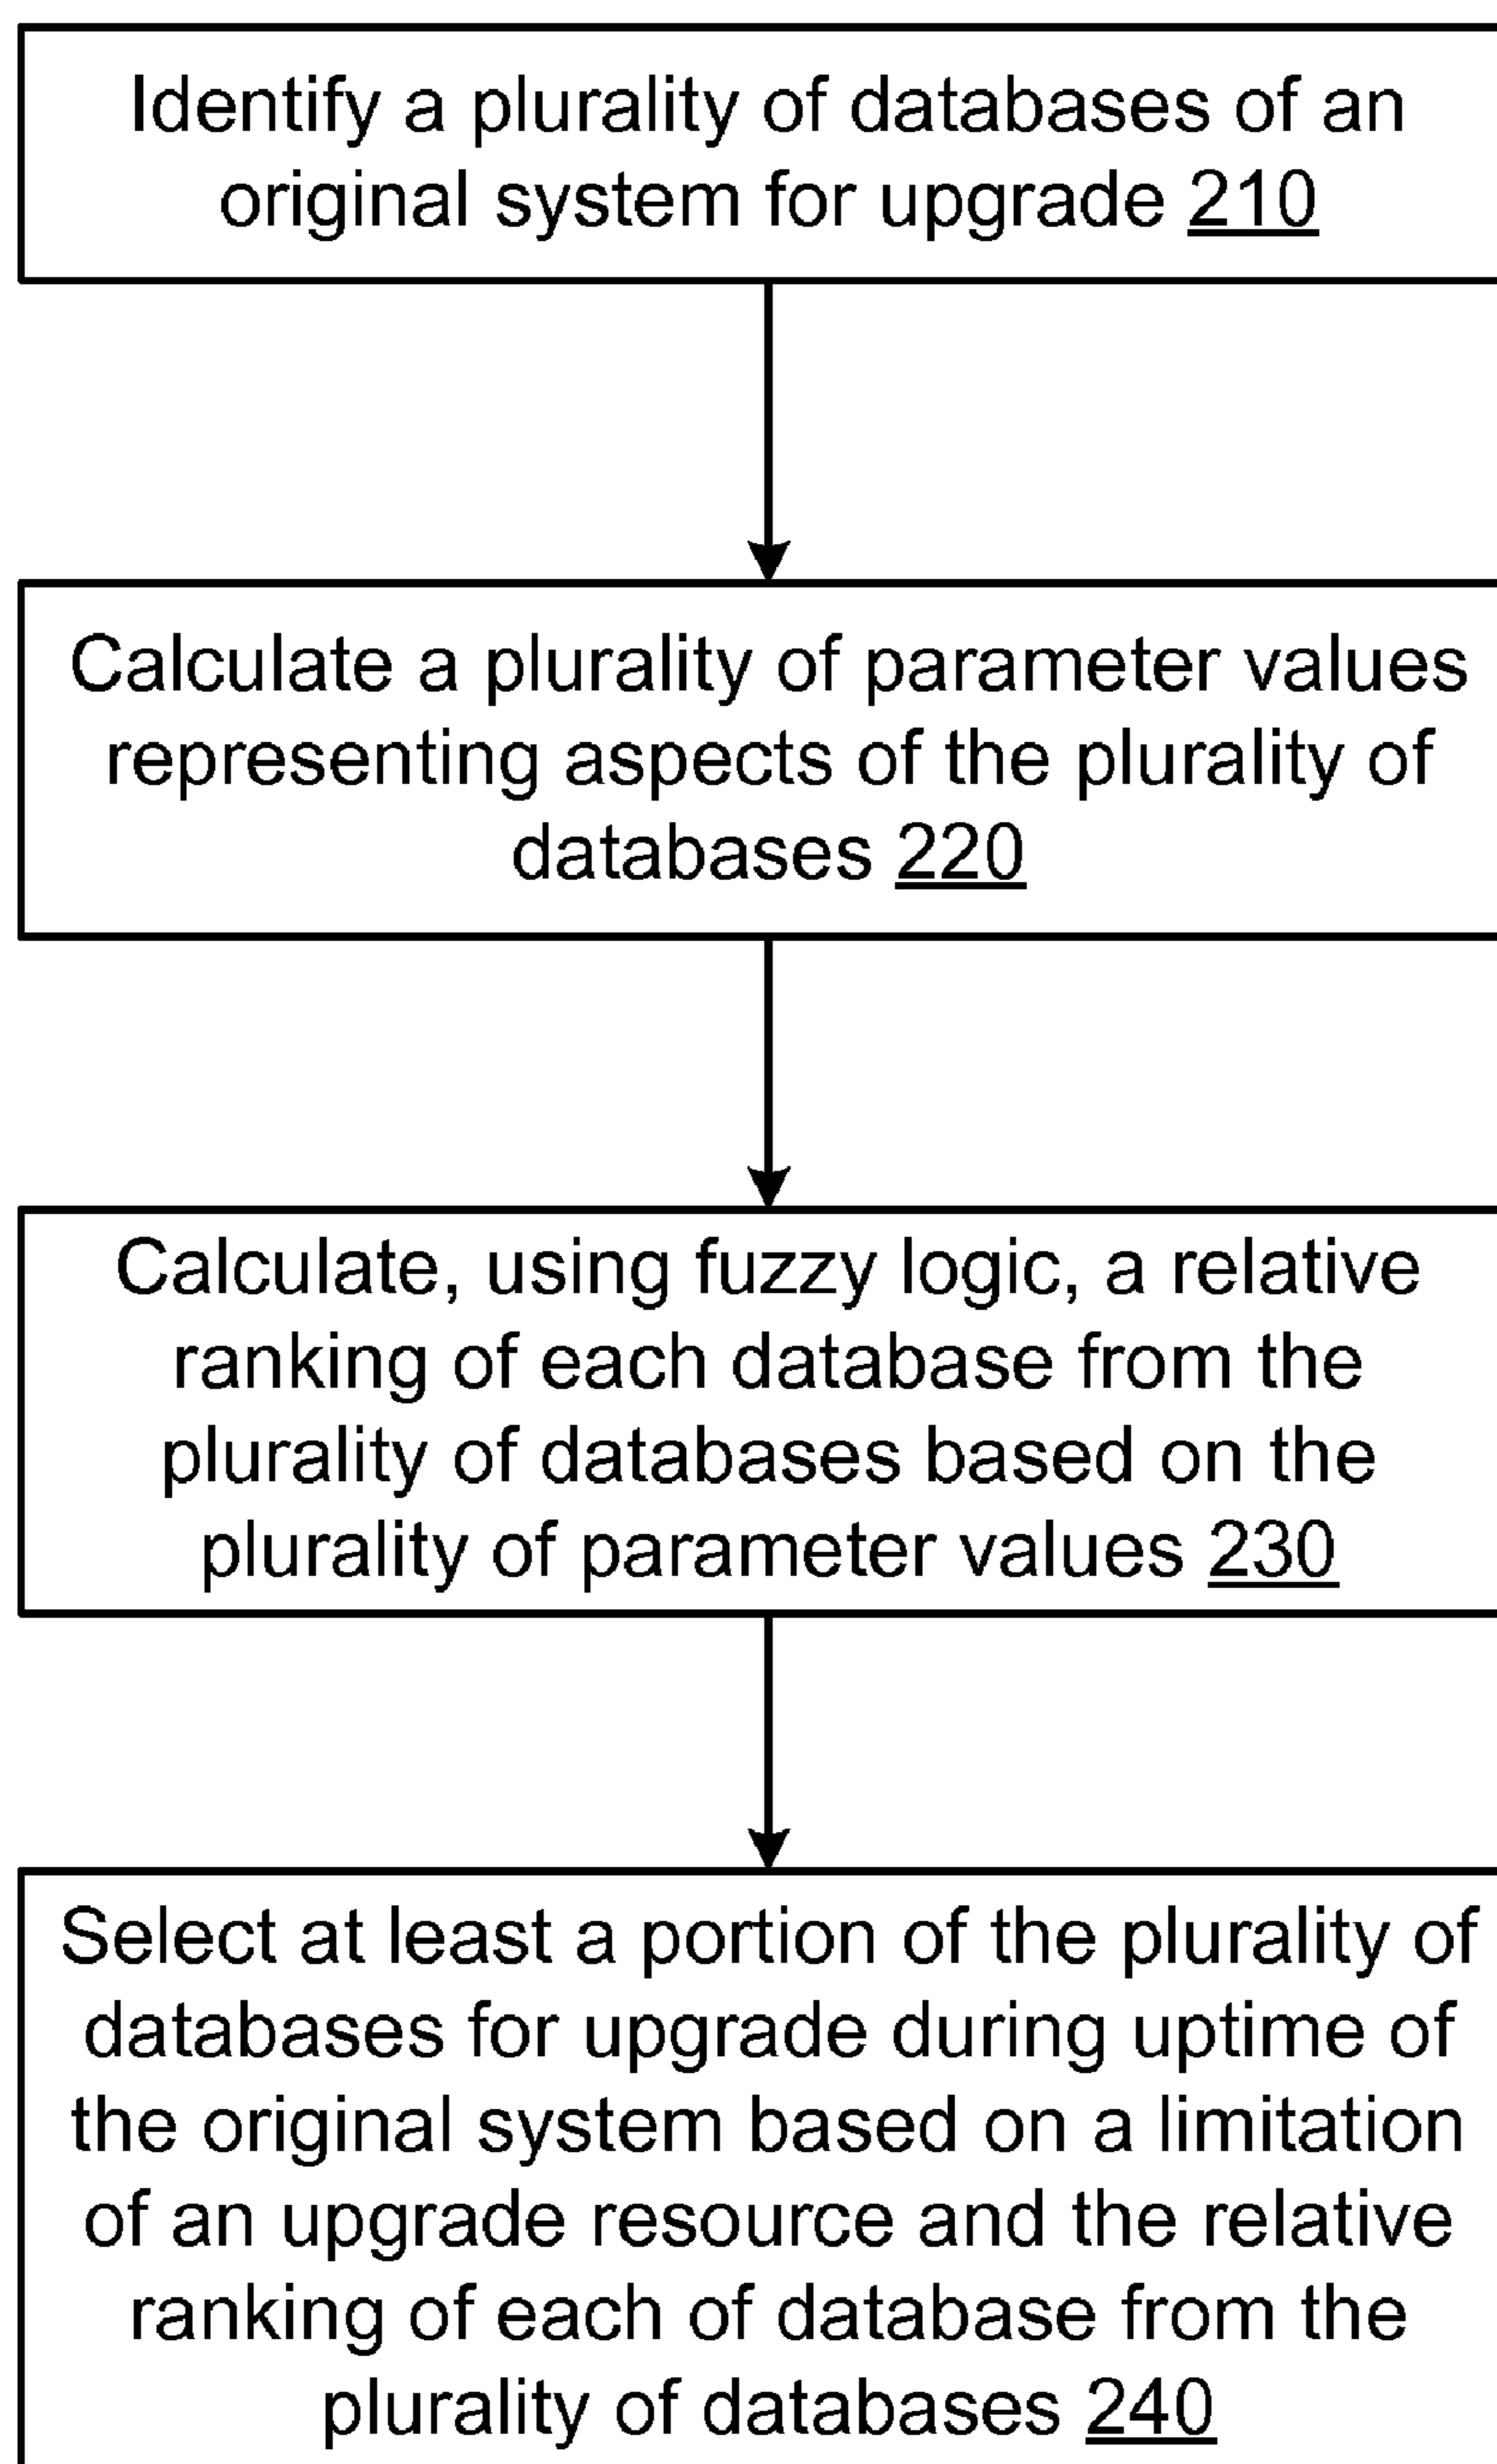 Identify a plurality of databases of an
original system for upgrade 210
Calculate a plurality of parameter values
representing aspects of the plurality of
databases 220
Calculate, using fuzzy logic, a relative
ranking of each database from the
plurality of databases based on the
plurality of parameter values 230
Select at least a portion of the plurality of
databases for upgrade during uptime of
the original system based on a limitation
of an upgrade resource and the relative
ranking of each of database from the
plurality of databases 240